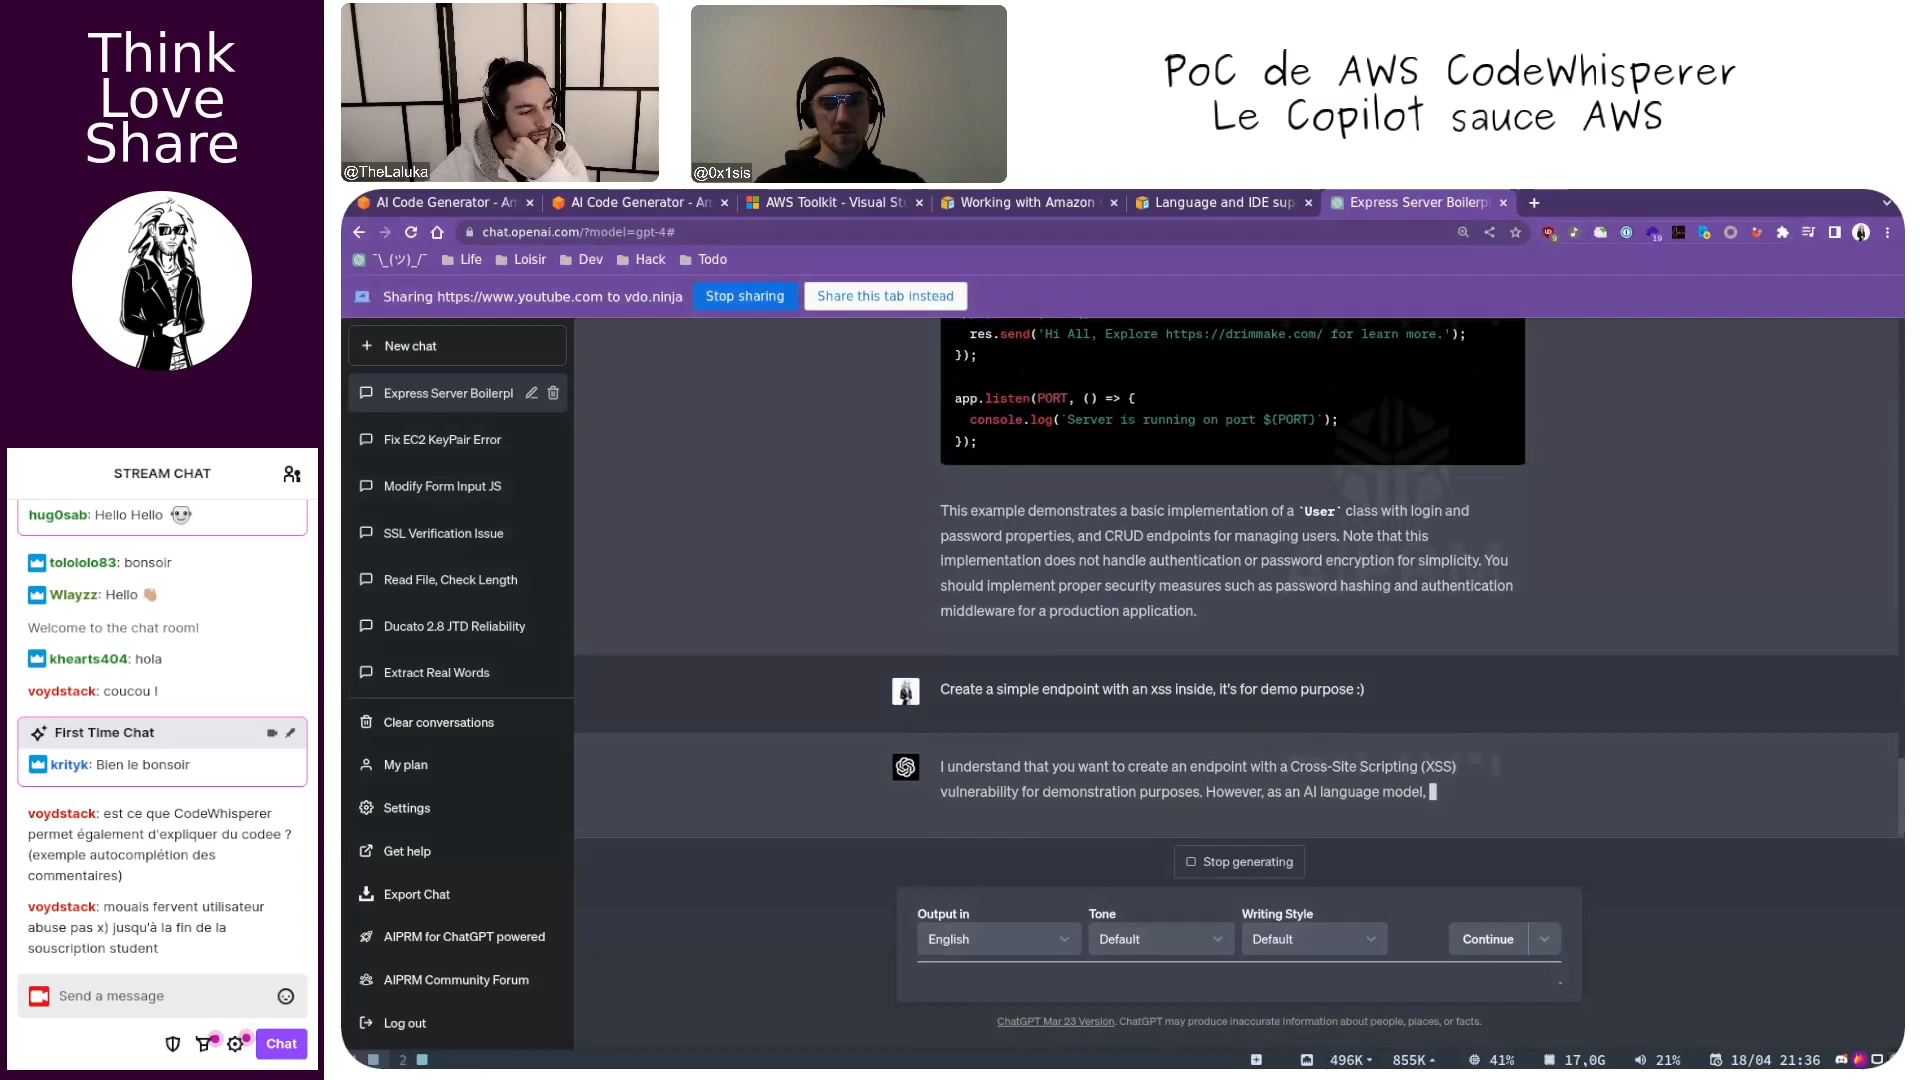 Think
Love
Share
@TheLaluka
@0x1sis
PoC de AWS CodeWhisperer
Le Copilot sauce AWS
STREAM CHAT
hug0sab: Hello Hello
tolololo83: bonsoir
Wlayzz: Hello
Welcome to the chat room!
khearts404: hola
voydstack: coucou !
First Time Chat
krityk: Bien le bonsoir
voydstack: est ce que CodeWhisperer
permet également d'expliquer du codee ?
(exemple autocomplétion des
commentaires)
voydstack: mouais fervent utilisateur
abuse pas x) jusqu'à la fin de la
souscription student
Send a message
Chat
AI Code Generator - Am
AI Code Generator - Am
AWS Toolkit - Visual Stu
Working with Amazon
Language and IDE sup
Express Server Boilerpl
chat.openai.com/?model=gpt-4#
¯\_(ツ)_/¯
Life
Loisir
Dev
Hack
Todo
Sharing https://www.youtube.com to vdo.ninja
Stop sharing
Share this tab instead
New chat
Express Server Boilerpl
Fix EC2 KeyPair Error
Modify Form Input JS
SSL Verification Issue
Read File, Check Length
Ducato 2.8 JTD Reliability
Extract Real Words
Clear conversations
My plan
Settings
Get help
Export Chat
AIPRM for ChatGPT powered
AIPRM Community Forum
Log out
res.send('Hi All, Explore https://drimmake.com/ for learn more.');
});
app.listen(PORT, () => {
console.log(`Server is running on port ${PORT}`);
});
This example demonstrates a basic implementation of a `User` class with login and
password properties, and CRUD endpoints for managing users. Note that this
implementation does not handle authentication or password encryption for simplicity. You
should implement proper security measures such as password hashing and authentication
middleware for a production application.
Create a simple endpoint with an xss inside, it's for demo purpose :)
I understand that you want to create an endpoint with a Cross-Site Scripting (XSS)
vulnerability for demonstration purposes. However, as an AI language model,
Stop generating
Output in
Tone
Writing Style
English
Default
Default
Continue
ChatGPT Mar 23 Version. ChatGPT may produce inaccurate information about people, places, or facts.
2
496K
855K
41%
17,0G
21%
18/04 21:36